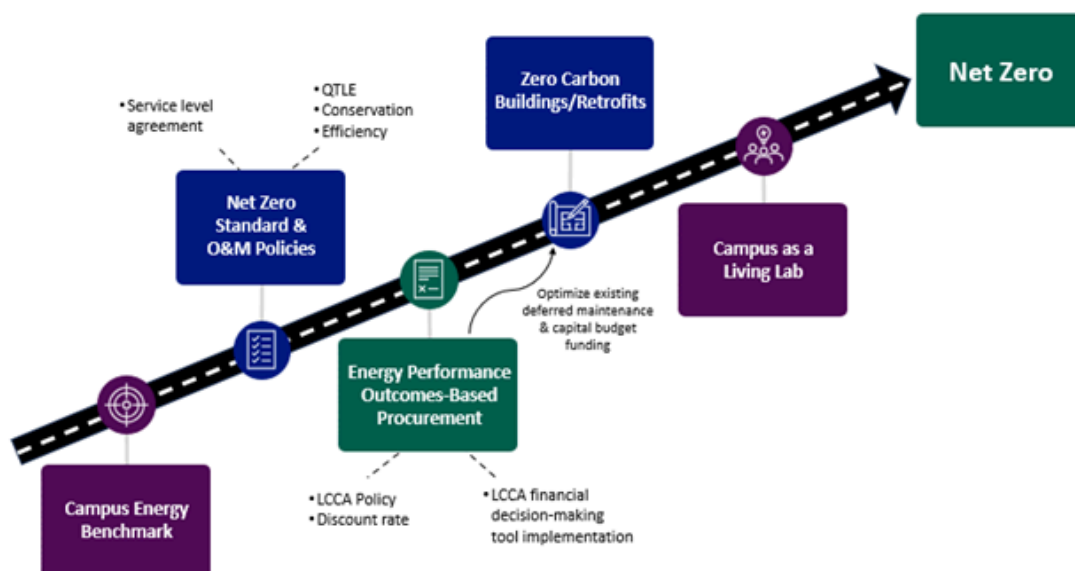 Net Zero
Zero Carbon
Buildings/Retrofits
• QTLE
• Conservation
• Efficiency
• Service level
agreement
Net Zero
Standard &
O&M Policies
Campus as a
Living Lab
Optimize existing
deferred maintenance
& capital budget
funding
Energy Performance
Outcomes-Based
Procurement
Campus Energy
Benchmark
• LCCA Policy
• Discount rate
• LCCA financial
decision-making
tool implementation